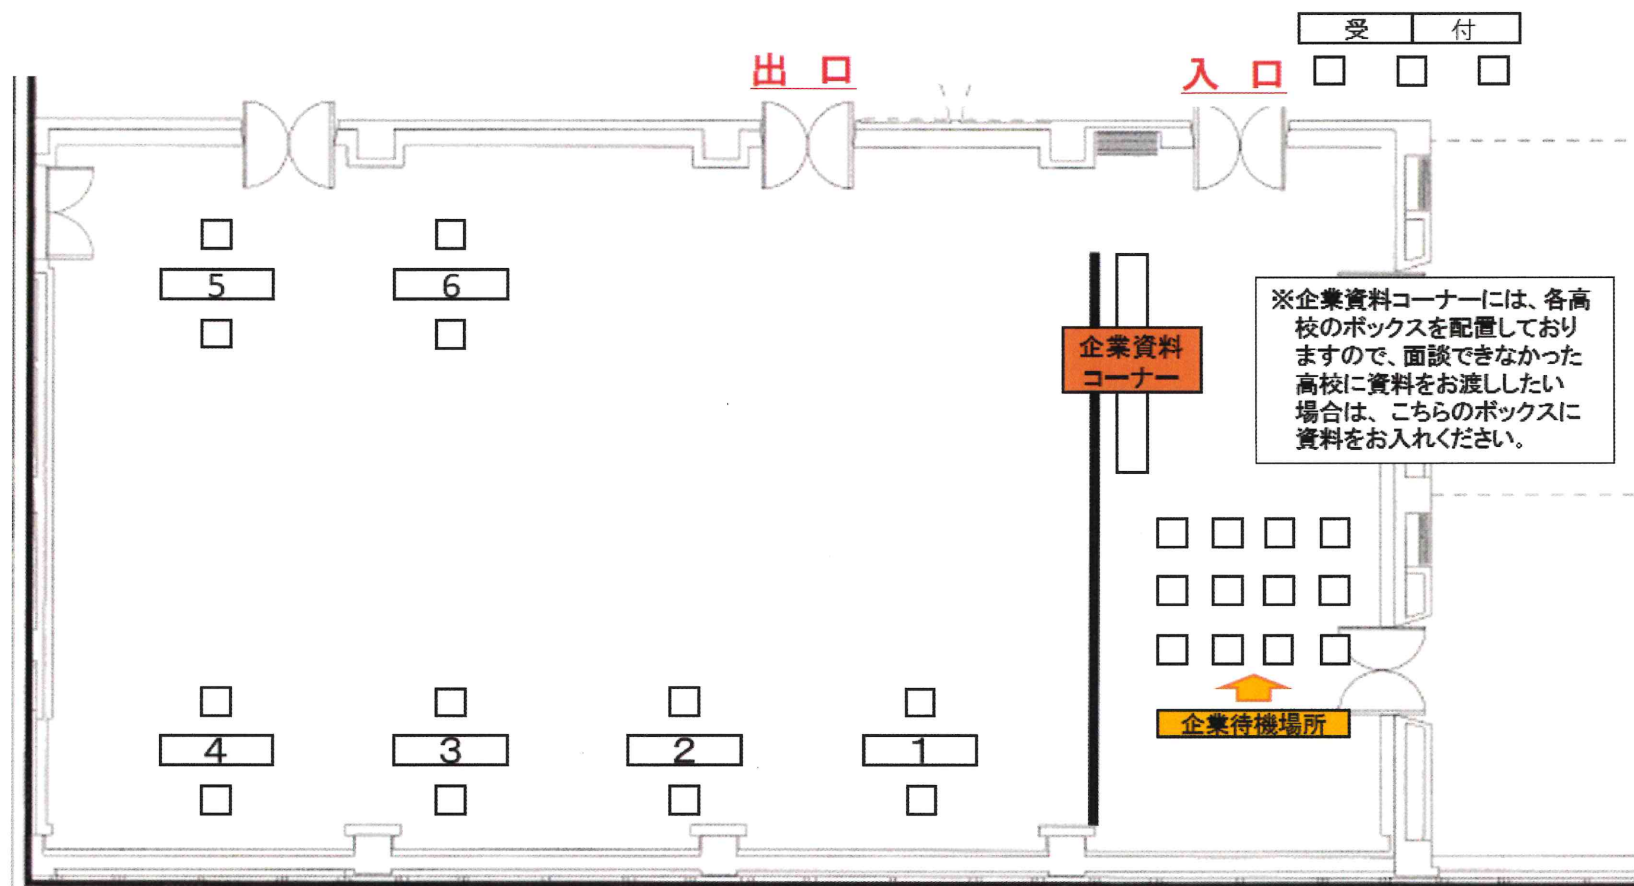 受 付
出 口
入 口
5
6
企業資料
コーナー
※企業資料コーナーには、各高
校のボックスを配置しており
ますので、面談できなかった
高校に資料をお渡ししたい
場合は、こちらのボックスに
資料をお入れください。
企業待機場所
4
3
2
1